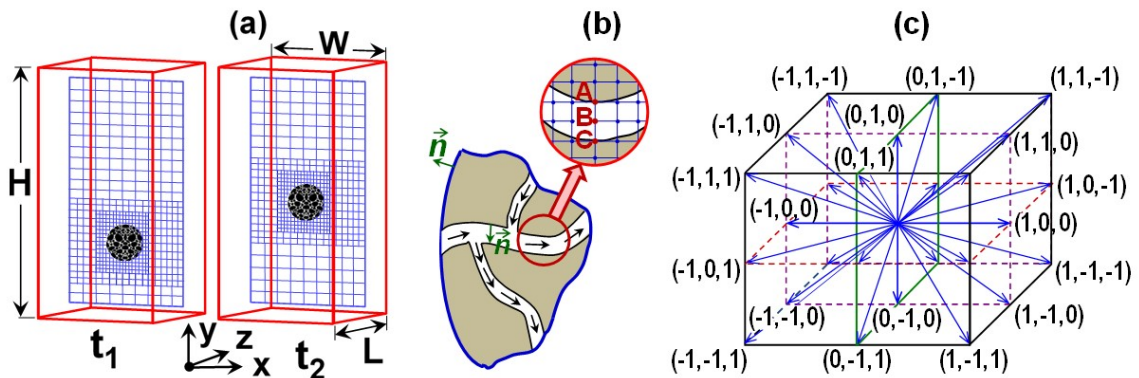 (a)
W
H
t1
y
z
x
t2
L
(b)
A
B
C
n
n
(c)
(-1,1,-1)
(0,1,-1)
(1,1,-1)
(-1,1,0)
(0,1,0)
(1,1,0)
(0,1,1)
(-1,1,1)
(1,0,-1)
(-1,0,0)
(1,0,0)
(-1,0,1)
(1,-1,-1)
(-1,-1,0)
(0,-1,0)
(1,-1,0)
(-1,-1,1)
(0,-1,1)
(1,-1,1)